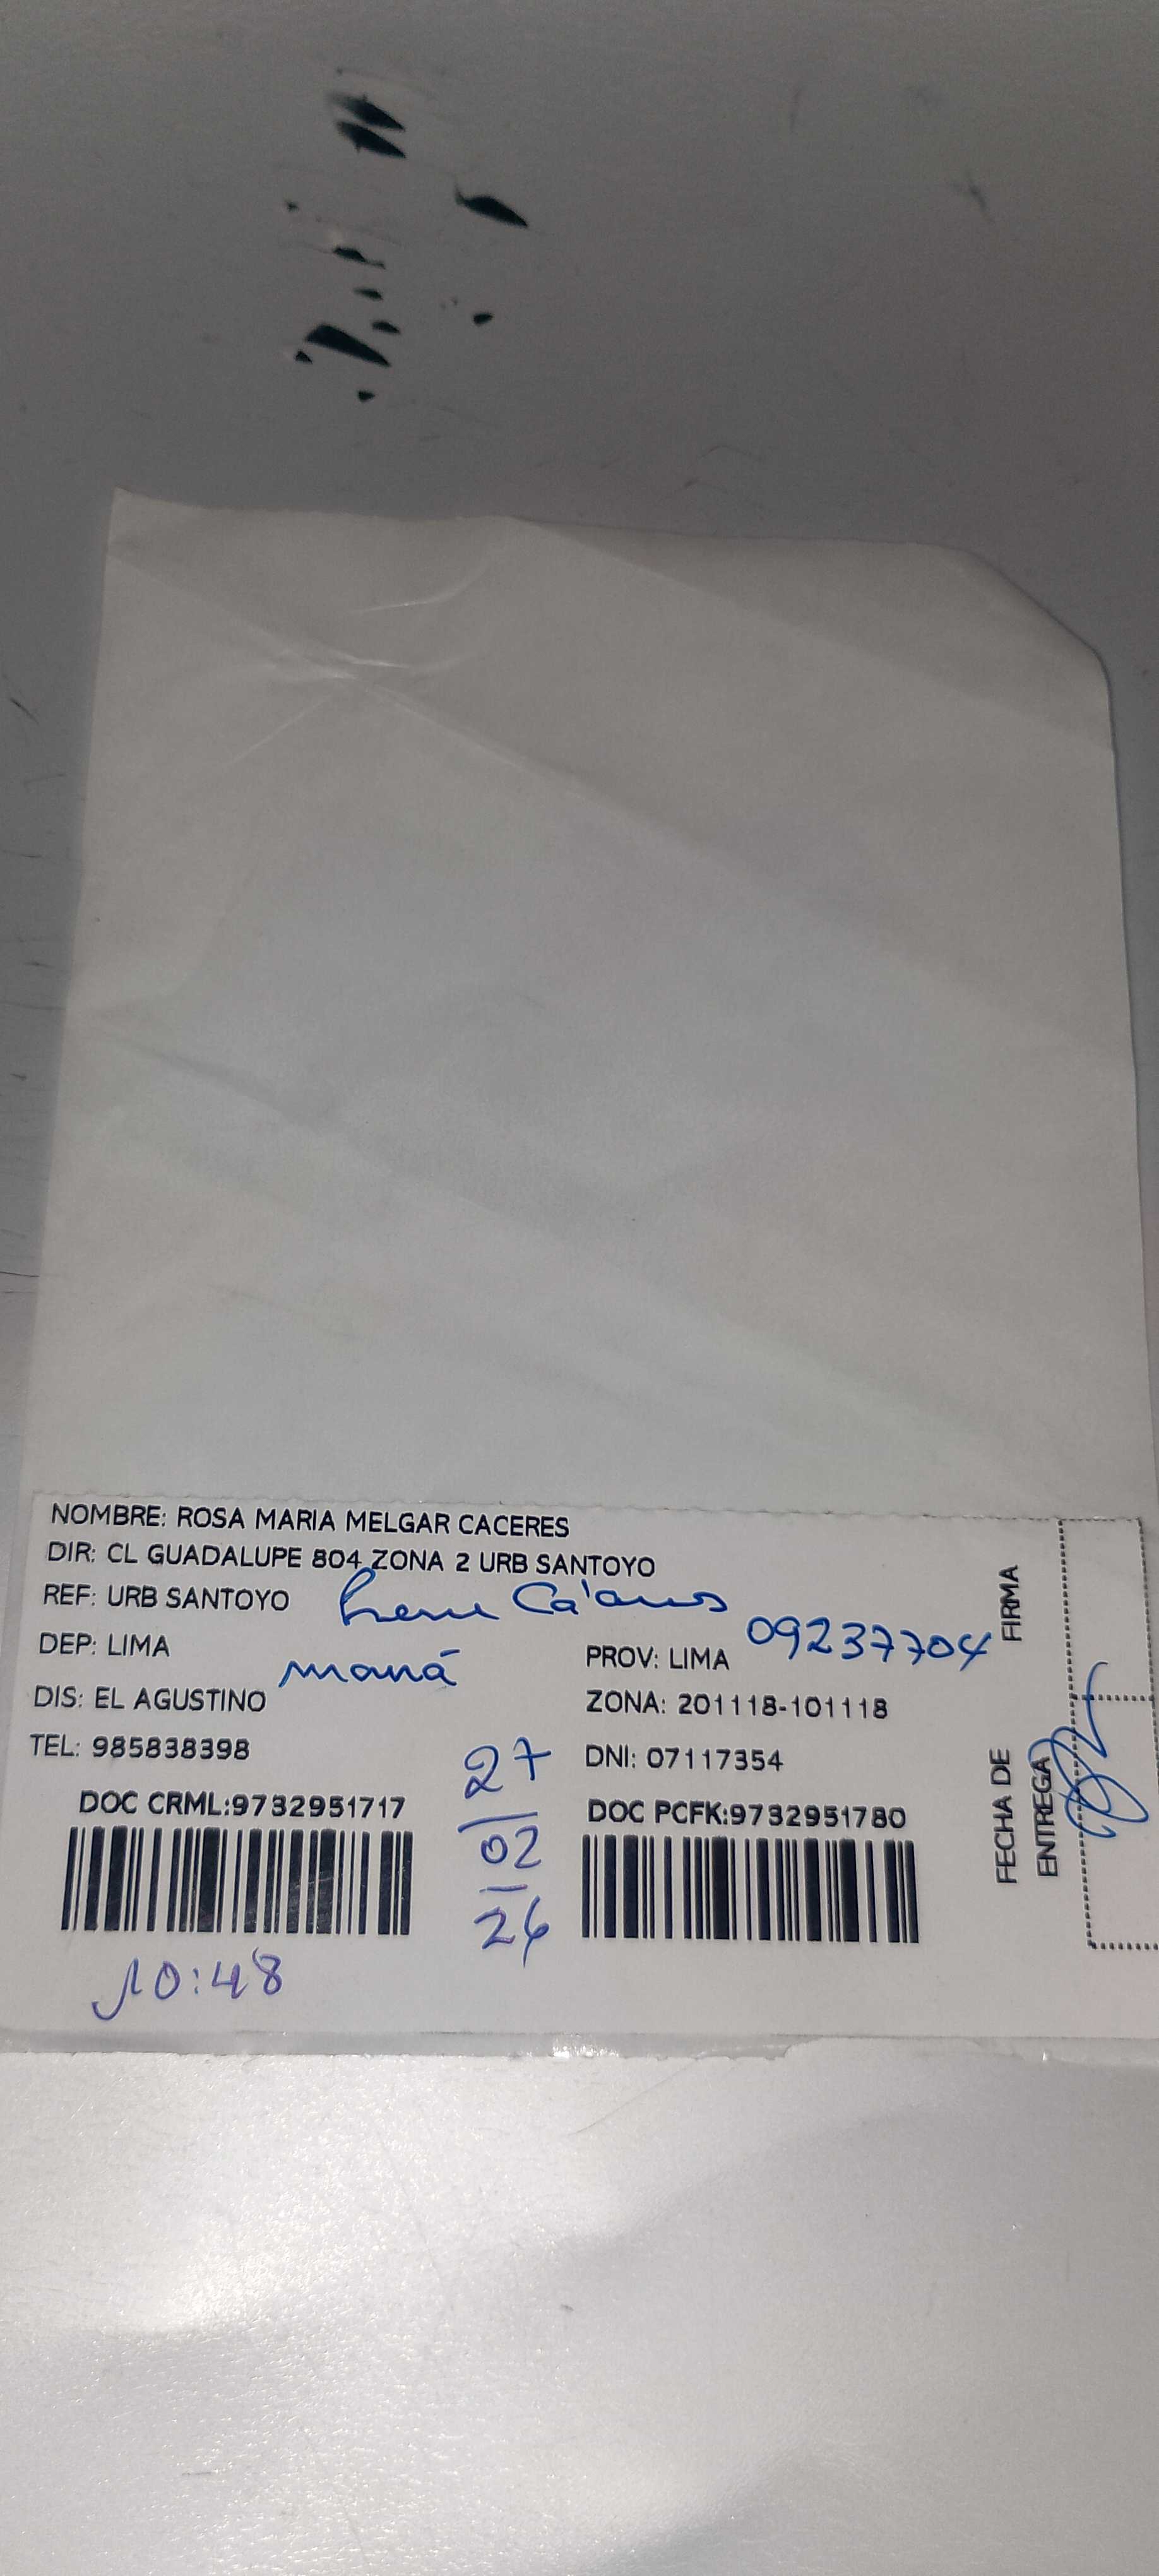 NOMBRE: ROSA MARIA MELGAR CACERES
DIR: CL GUADALUPE 804 ZONA 2 URB SANTOYO
REF: URB SANTOYO
09237704
DEP: LIMA
PROV: LIMA
mamá
DIS: EL AGUSTINO
ZONA: 201118-101118
TEL: 985838398
DNI: 07117354
27
02
26
DOC CRML:9732951717
DOC PCFK:9732951780
10:48
FIRMA
FECHA DE
ENTREGA